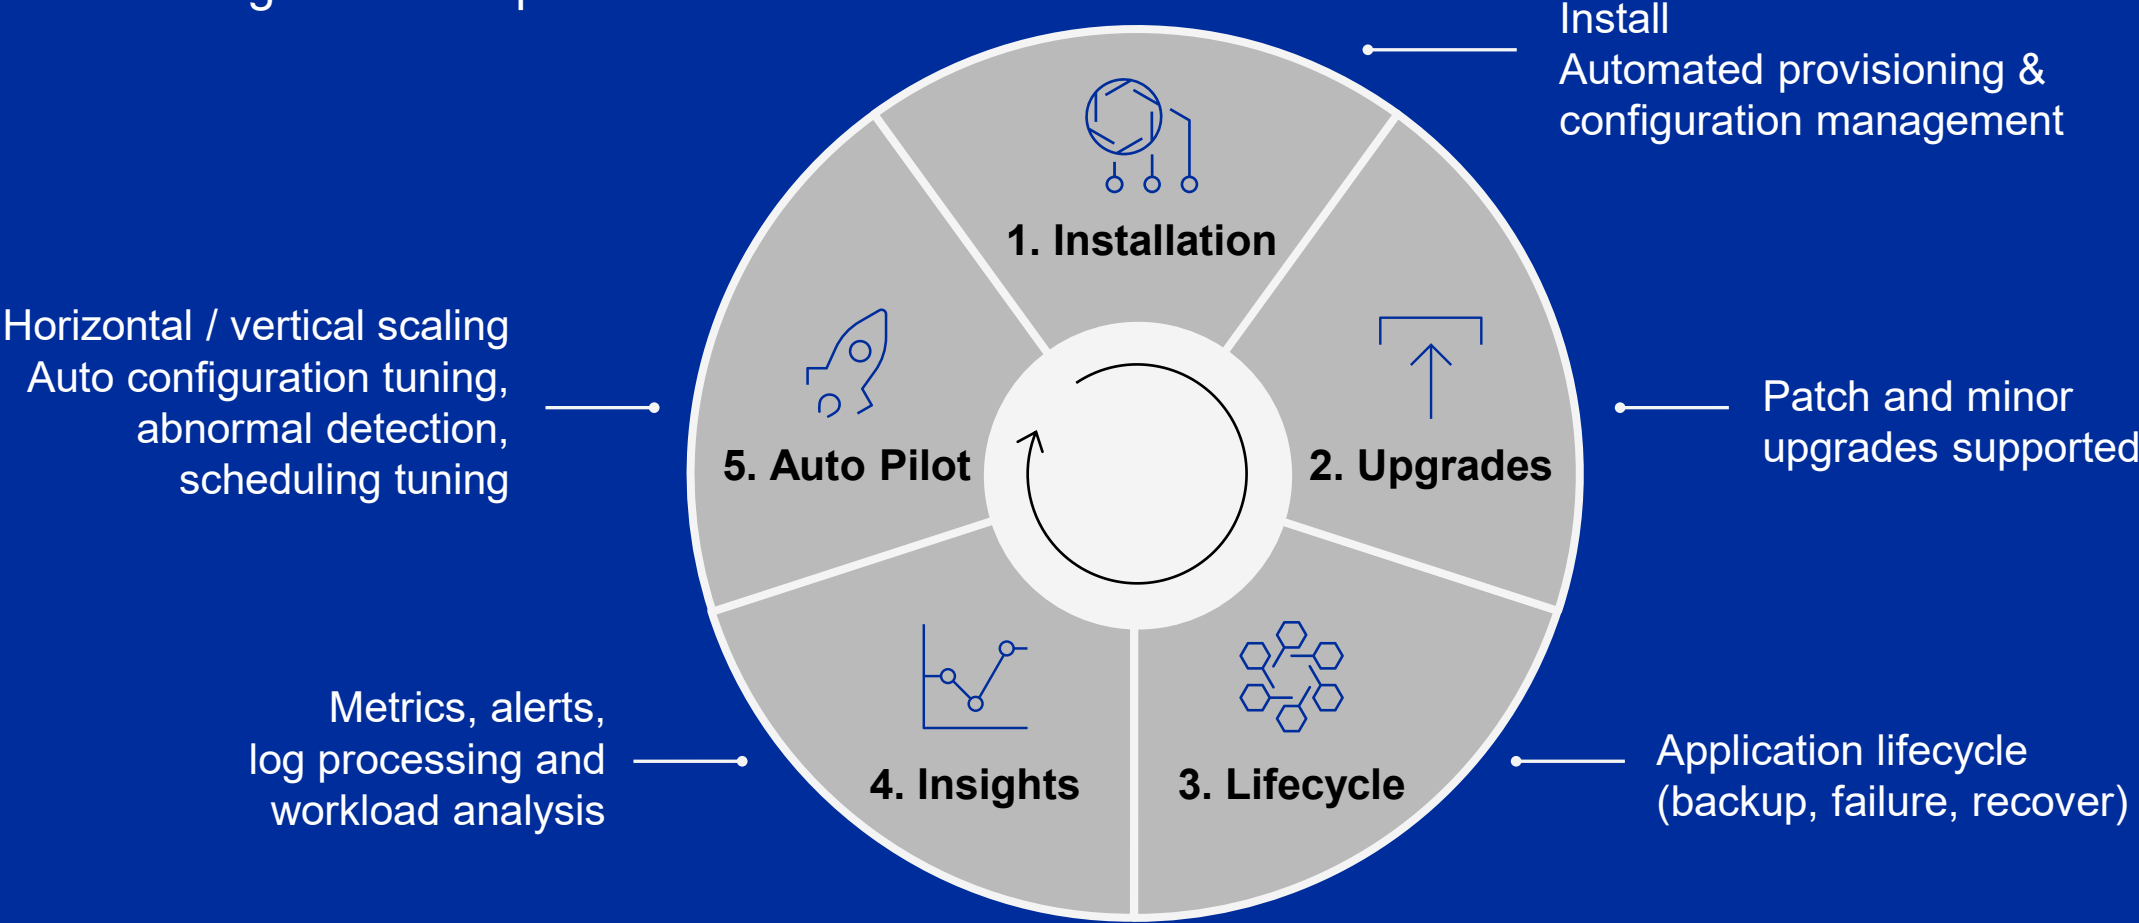 Install
Automated provisioning &
configuration management
1. Installation
Horizontal / vertical scaling
Auto configuration tuning,
abnormal detection,
scheduling tuning
5. Auto Pilot
2. Upgrades
Patch and minor
upgrades supported
Metrics, alerts,
log processing and
workload analysis
4. Insights
3. Lifecycle
Application lifecycle
(backup, failure, recover)